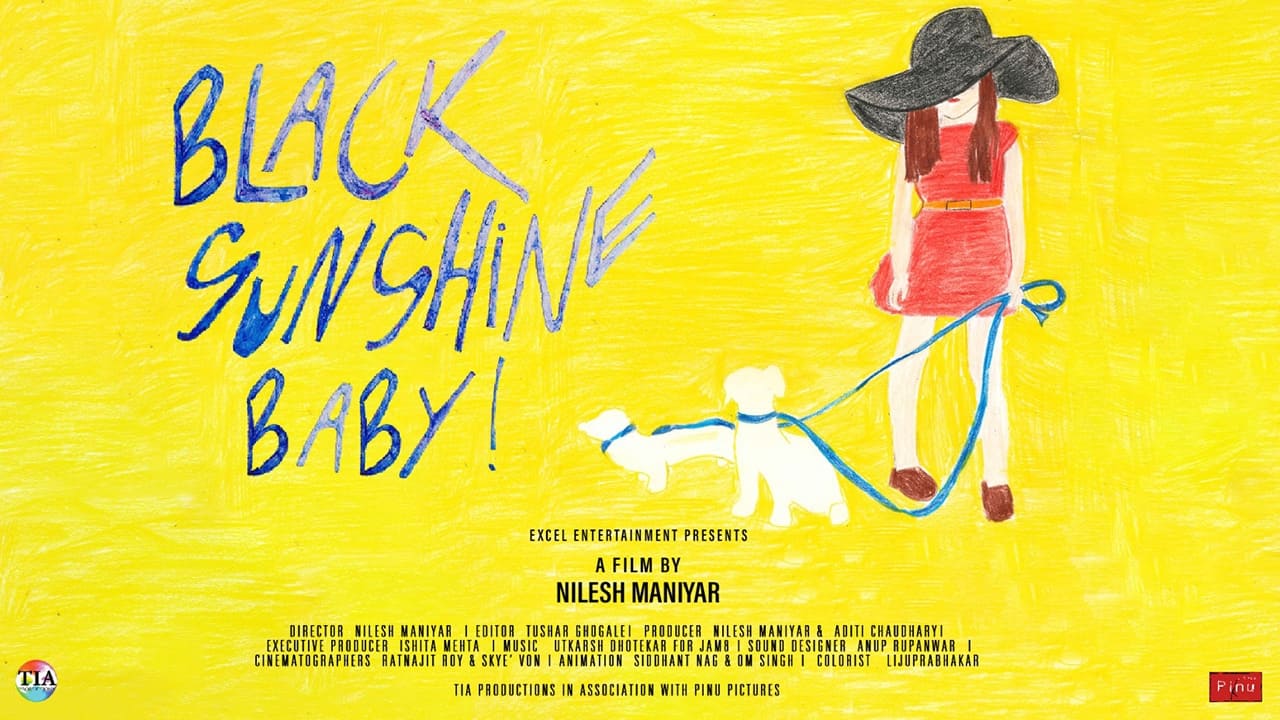 BLACK
SUNSHiNE
BABY!
EXCEL ENTERTAINMENT PRESENTS
A FILM BY
NILESH MANIYAR
DIRECTOR NILESH MANIYAR I EDITOR TUSHAR GHOGALE I PRODUCER NILESH MANIYAR & ADITI CHAUDHARY I
EXECUTIVE PRODUCER ISHITA MEHTA I MUSIC UTKARSH DHOTEKAR FOR JAM8 I SOUND DESIGNER ANUP RUPANWAR I
CINEMATOGRAPHERS RATNAJIT ROY & SKYE' VON I ANIMATION SIDDHANT NAG & OM SINGH I COLORIST LIJUPRABHAKAR
TIA PRODUCTIONS IN ASSOCIATION WITH PINU PICTURES
TIA
Pinu